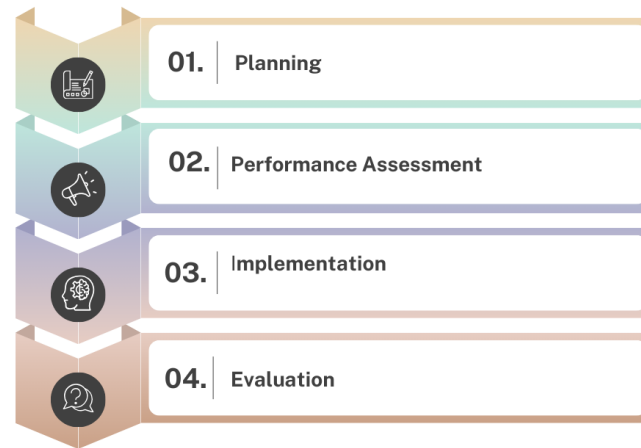 01. Planning
02. Performance Assessment
03. Implementation
04. Evaluation